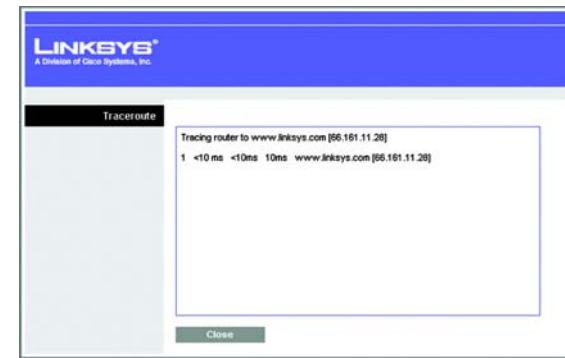 LINKSYS®
A Division of Cisco Systems, Inc.
Traceroute
Tracing router to www.linksys.com [66.161.11.28]
1 <10 ms <10ms 10ms www.linksys.com [66.161.11.28]
Close